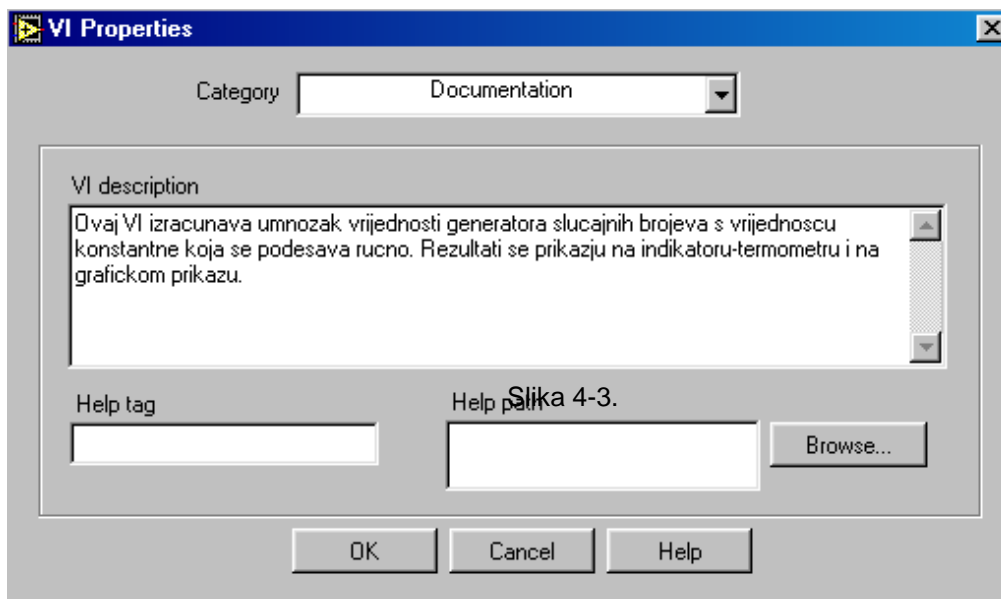 VI Properties
Category
Documentation
VI description
Ovaj VI izracunava umnozak vrijednosti generatora slucajnih brojeva s vrijednoscu
konstantne koja se podesava rucno. Rezultati se prikazju na indikatoru-termometru i na
grafickom prikazu.
Help tag
Help path
Slika 4-3.
Browse...
OK
Cancel
Help